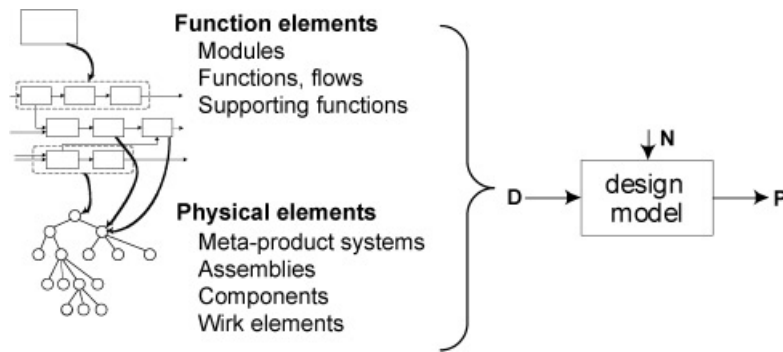 Function elements
Modules
Functions, flows
Supporting functions
Physical elements
Meta-product systems
Assemblies
Components
Wirk elements
D
N
design
model
P